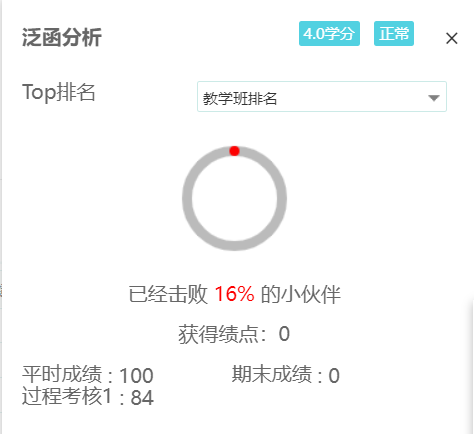 泛函分析 4.0学分 正常 ×
Top排名 教学班排名
已经击败 16% 的小伙伴
获得绩点：0
平时成绩 : 100 期末成绩 : 0
过程考核1 : 84